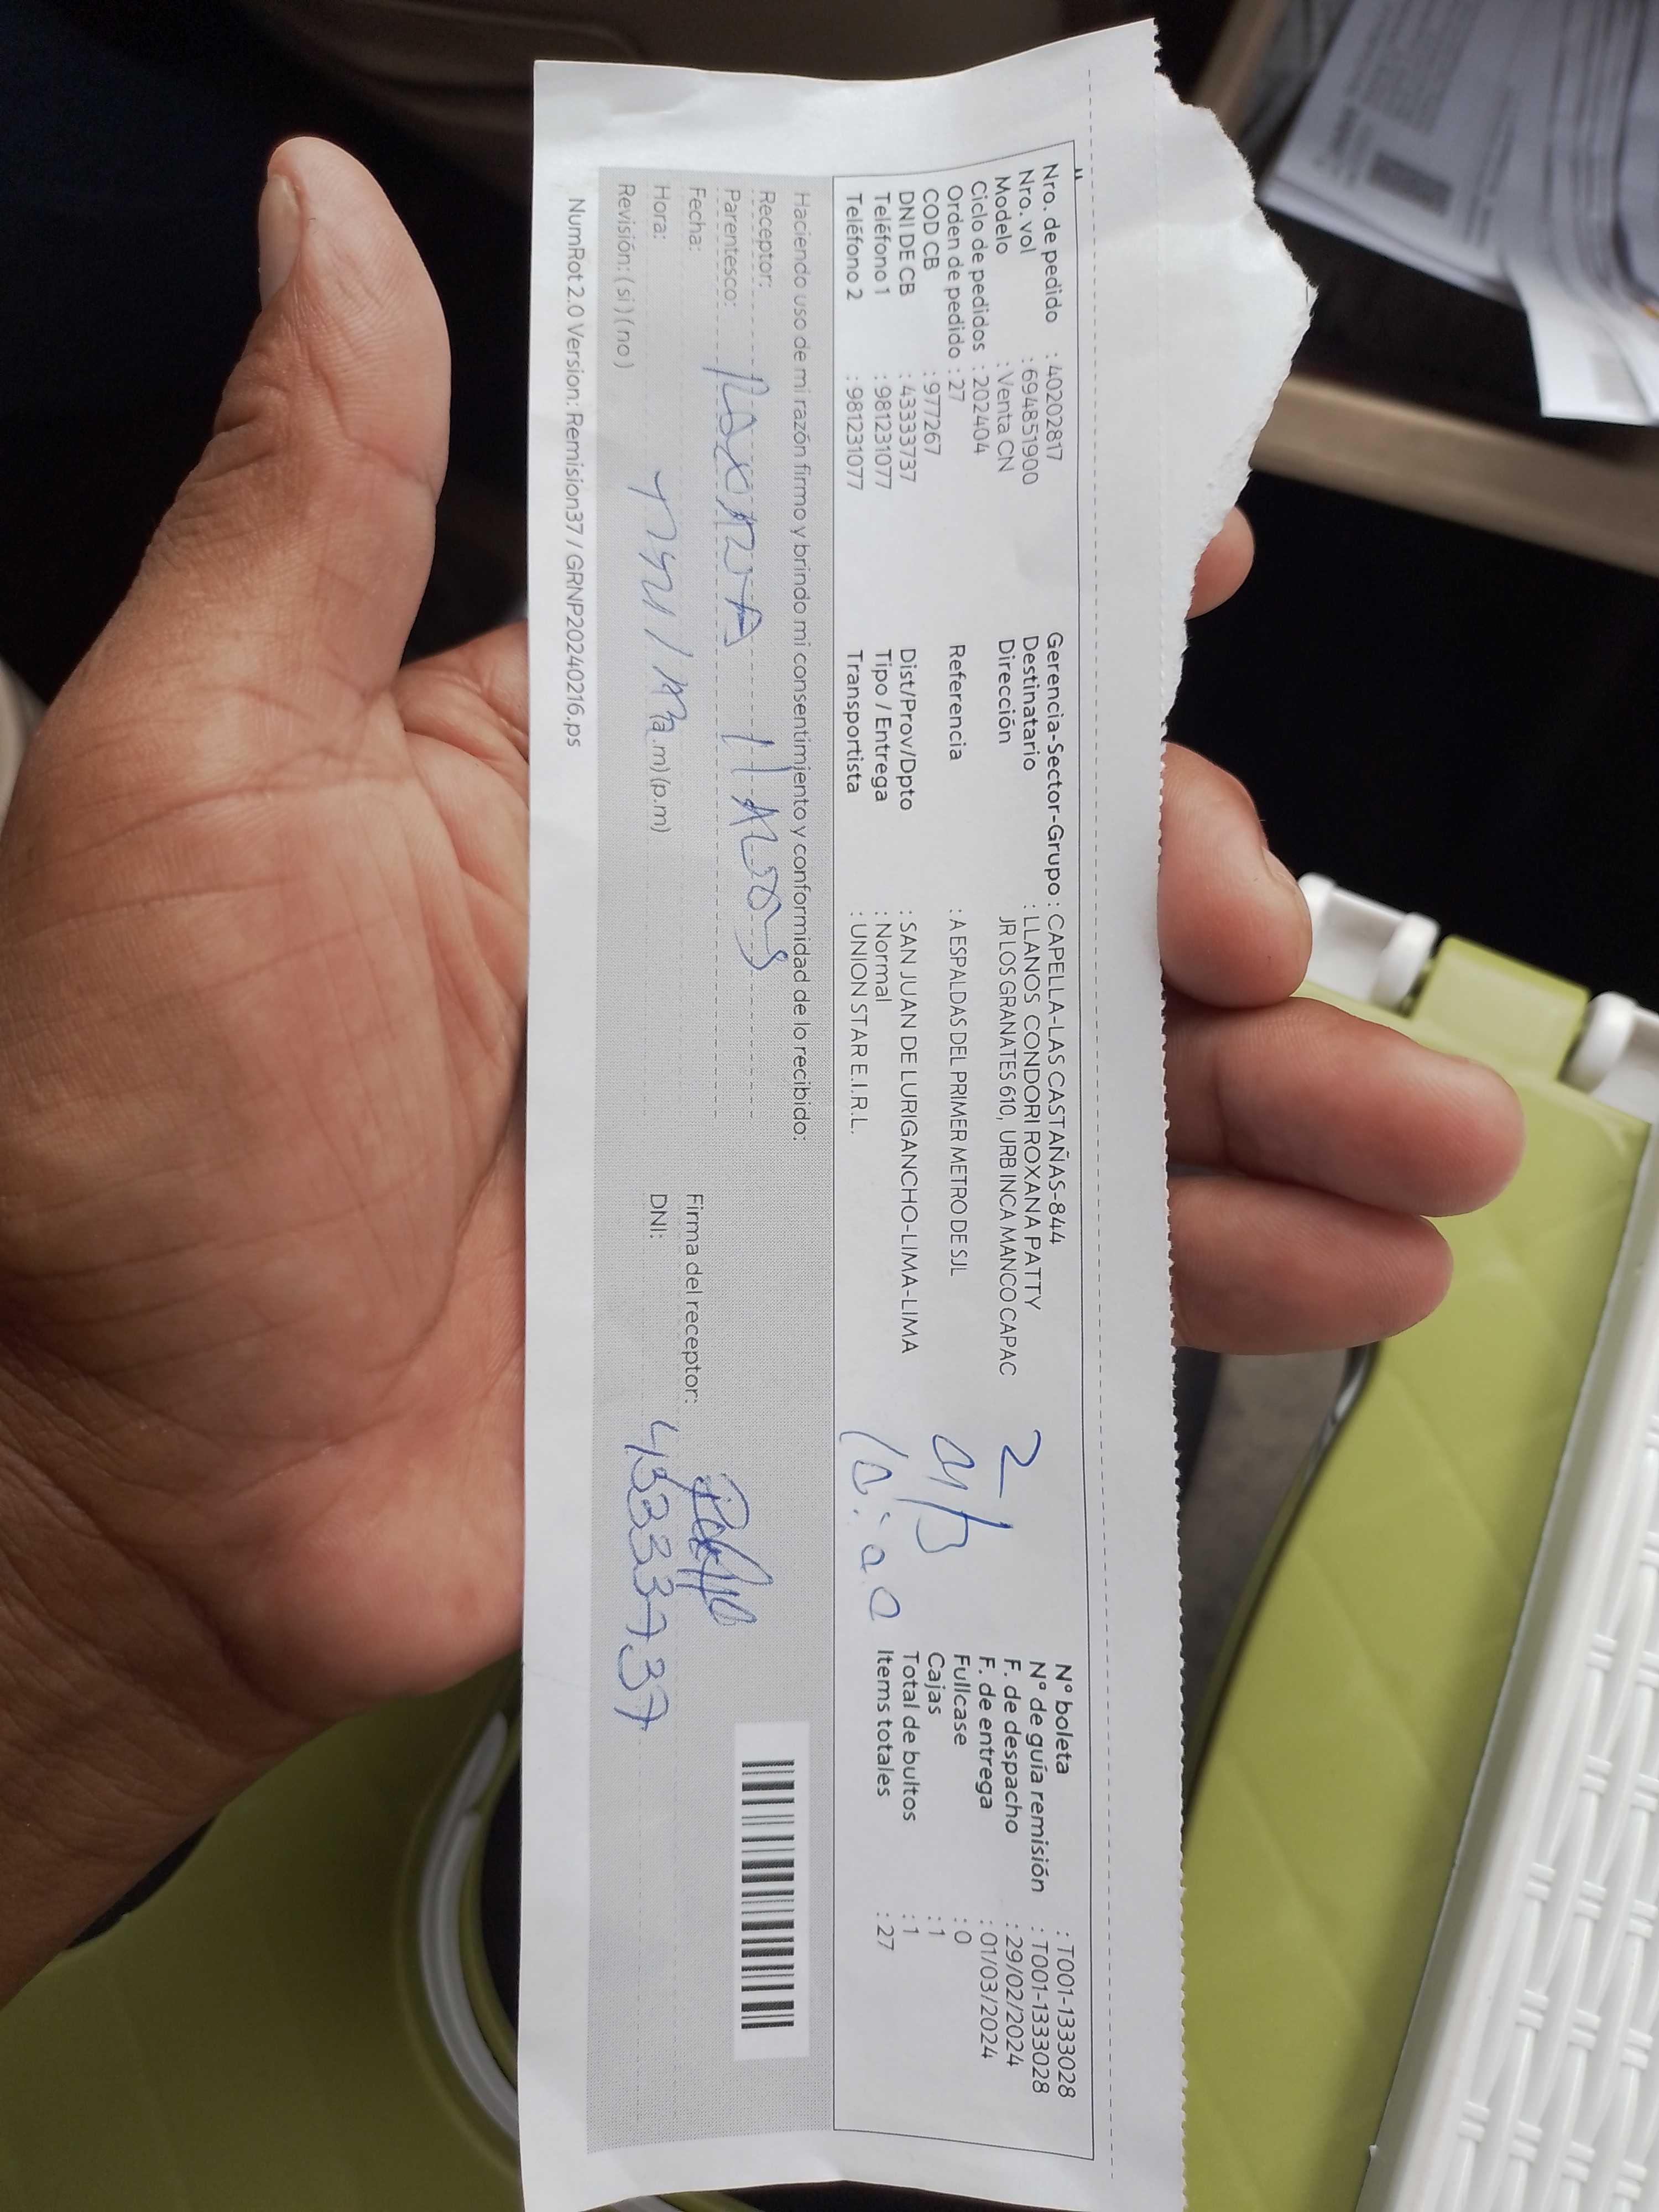 Nro. de pedido : 40202817
Nro. vol : 694851900
Modelo : Venta CN
Ciclo de pedidos : 202404
Orden de pedido : 27
COD CB : 977267
DNI DE CB : 43333737
Teléfono 1 : 981231077
Teléfono 2 : 981231077
Gerencia-Sector-Grupo : CAPELLA-LAS CASTAÑAS-844
Destinatario : LLANOS CONDORI ROXANA PATTY
Dirección JR LOS GRANATES 610, URB INCA MANCO CAPAC
Referencia : A ESPALDAS DEL PRIMER METRO DE SJL
Dist/Prov/Dpto : SAN JUAN DE LURIGANCHO-LIMA-LIMA
Tipo / Entrega : Normal
Transportista : UNION STAR E.I.R.L.
2
N° boleta : T001-1333028
N° de guía remisión : T001-1333028
F. de despacho : 29/02/2024
F. de entrega : 01/03/2024
Fullcase : 0
Cajas : 1
Total de bultos : 1
Items totales : 27
Haciendo uso de mi razón firmo y brindo mi consentimiento y conformidad de lo recibido:
Receptor: Roxana Llanos
Parentesco:
Fecha:
Hora: (a.m) (p.m)
Revisión: (si) (no)
Firma del receptor:
DNI: 43333737
NumRot 2.0 Version: Remision37 / GRNP20240216.ps